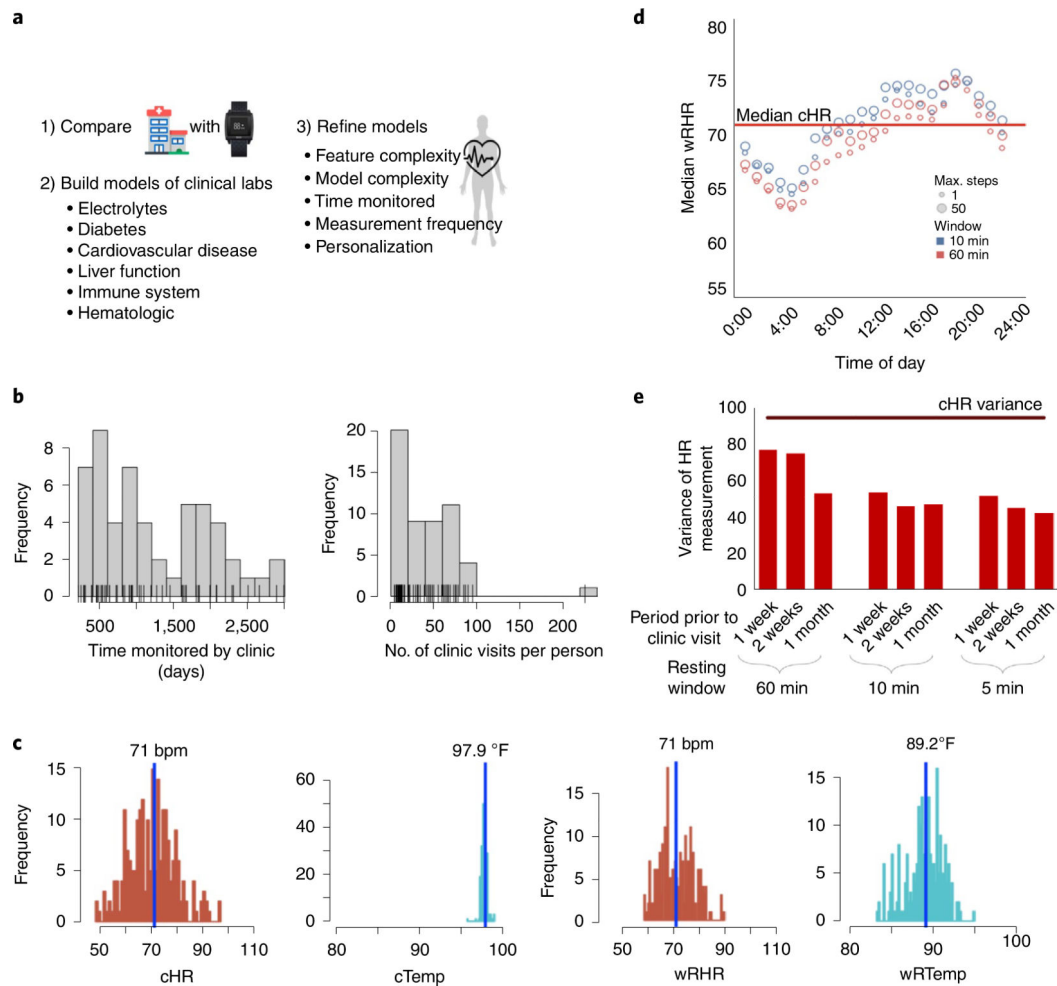 a
1) Compare with
2) Build models of clinical labs
• Electrolytes
• Diabetes
• Cardiovascular disease
• Liver function
• Immune system
• Hematologic
3) Refine models
• Feature complexity
• Model complexity
• Time monitored
• Measurement frequency
• Personalization
d
80
75
70
65
60
55
Median wRHR
Median cHR
Max. steps
1
50
Window
10 min
60 min
0:00
4:00
8:00
12:00
16:00
20:00
24:00
Time of day
b
8
6
4
2
0
Frequency
500
1,500
2,500
Time monitored by clinic
(days)
20
15
10
5
0
Frequency
0
50
100
150
200
No. of clinic visits per person
e
cHR variance
100
80
60
40
20
0
Variance of HR
measurement
Period prior to
clinic visit
1 week
2 weeks
1 month
1 week
2 weeks
1 month
1 week
2 weeks
1 month
Resting
window
60 min
10 min
5 min
c
71 bpm
15
10
5
0
Frequency
50
70
90
110
cHR
97.9 °F
60
40
20
0
80
90
100
cTemp
71 bpm
15
10
5
0
Frequency
50
70
90
110
wRHR
89.2°F
15
10
5
0
80
90
100
wRTemp